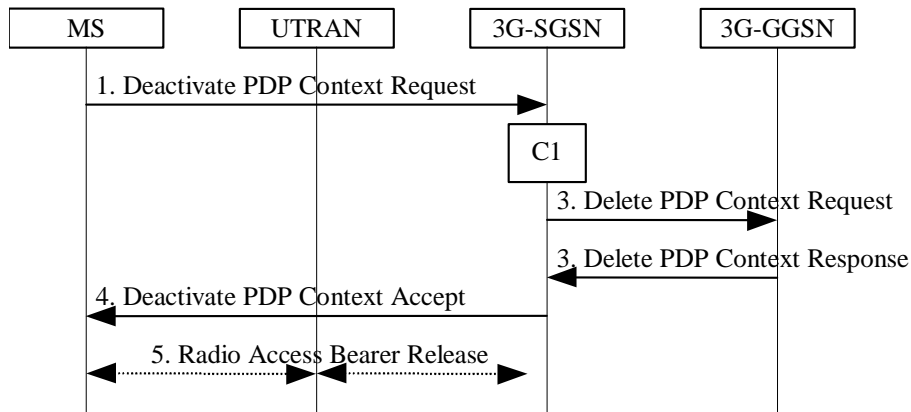 MS UTRAN 3G-SGSN 3G-GGSN
1. Deactivate PDP Context Request
C1
3. Delete PDP Context Request
3. Delete PDP Context Response
4. Deactivate PDP Context Accept
5. Radio Access Bearer Release